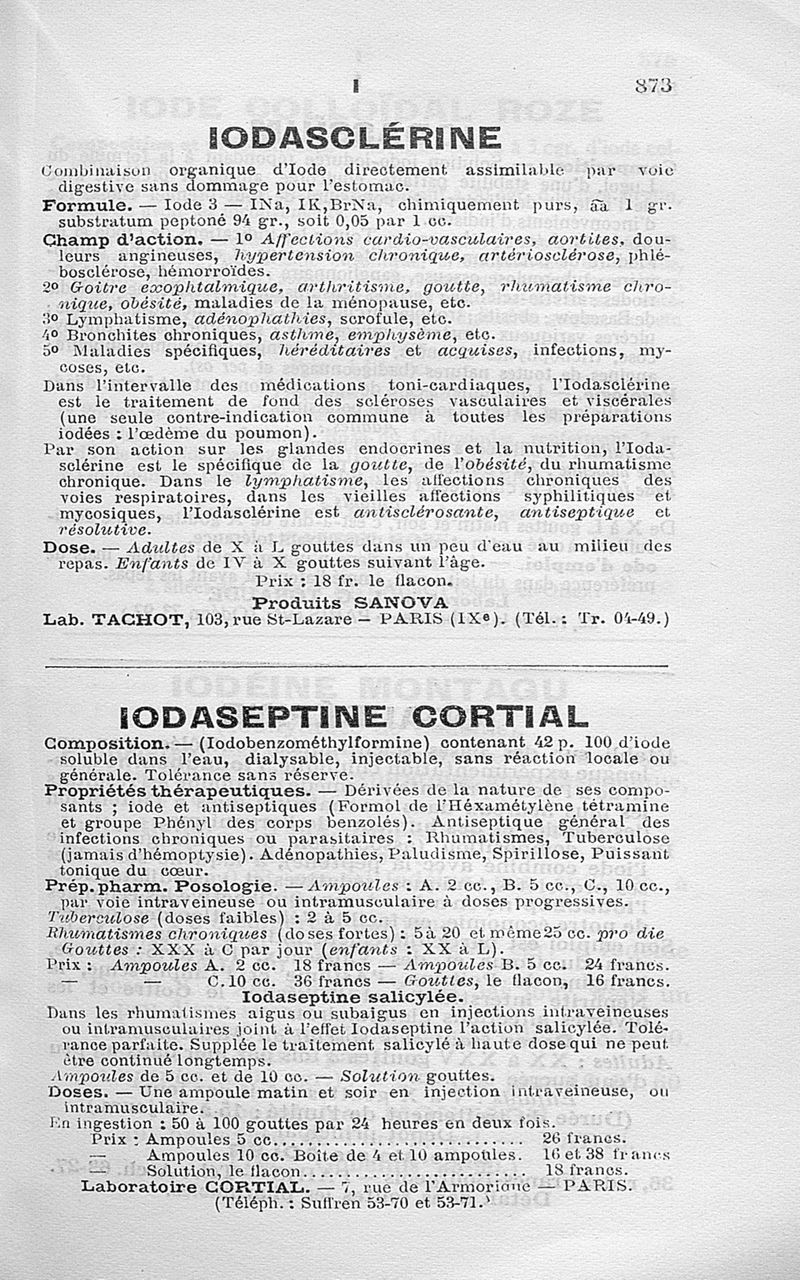 I 873
IODASCLÉRINE
Combinaison organique d'Iode directement assimilable par voie
digestive sans dommage pour l'estomac.
Formule. — Iode 3 — INa, IK, BrNa, chimiquement purs, ãã 1 gr.
substratum peptoné 94 gr., soit 0,05 par 1 cc.
Champ d'action. — 1º Affections cardio-vasculaires, aortites, dou-
leurs angineuses, hypertension chronique, artériosclérose, phlé-
bosclérose, hémorroïdes.
2º Goitre exophtalmique, arthritisme, goutte, rhumatisme chro-
nique, obésité, maladies de la ménopause, etc.
3º Lymphatisme, adénophathies, scrofule, etc.
4º Bronchites chroniques, asthme, emphysème, etc.
5º Maladies spécifiques, héréditaires et acquises, infections, my-
coses, etc.
Dans l'intervalle des médications toni-cardiaques, l'Iodasclérine
est le traitement de fond des scléroses vasculaires et viscérales
(une seule contre-indication commune à toutes les préparations
iodées : l'œdème du poumon).
Par son action sur les glandes endocrines et la nutrition, l'Ioda-
sclérine est le spécifique de la goutte, de l'obésité, du rhumatisme
chronique. Dans le lymphatisme, les affections chroniques des
voies respiratoires, dans les vieilles affections syphilitiques et
mycosiques, l'Iodasclérine est antisclérosante, antiseptique et
résolutive.
Dose. — Adultes de X à L gouttes dans un peu d'eau au milieu des
repas. Enfants de IV à X gouttes suivant l'âge.
Prix : 18 fr. le flacon.
Produits SANOVA
Lab. TACHOT, 103, rue St-Lazare — PARIS (IXe). (Tél. : Tr. 04-49.)
IODASEPTINE CORTIAL
Composition. — (Iodobenzométhylformine) contenant 42 p. 100 d'iode
soluble dans l'eau, dialysable, injectable, sans réaction locale ou
générale. Tolérance sans réserve.
Propriétés thérapeutiques. — Dérivées de la nature de ses compo-
sants ; iode et antiseptiques (Formol de l'Héxamétylène tétramine
et groupe Phényl des corps benzolés). Antiseptique général des
infections chroniques ou parasitaires : Rhumatismes, Tuberculose
(jamais d'hémoptysie). Adénopathies, Paludisme, Spirillose, Puissant
tonique du cœur.
Prép. pharm. Posologie. — Ampoules : A. 2 cc., B. 5 cc., C., 10 cc.,
par voie intraveineuse ou intramusculaire à doses progressives.
Tuberculose (doses faibles) : 2 à 5 cc.
Rhumatismes chroniques (doses fortes) : 5 à 20 et même 25 cc. pro die
Gouttes : XXX à C par jour (enfants : XX à L).
Prix : Ampoules A. 2 cc. 18 francs — Ampoules B. 5 cc. 24 francs.
— — C. 10 cc. 36 francs — Gouttes, le flacon, 16 francs.
Iodaseptine salicylée.
Dans les rhumatismes aigus ou subaigus en injections intraveineuses
ou intramusculaires joint à l'effet Iodaseptine l'action salicylée. Tolé-
rance parfaite. Supplée le traitement salicylé à haute dose qui ne peut
être continué longtemps.
Ampoules de 5 cc. et de 10 cc. — Solution gouttes.
Doses. — Une ampoule matin et soir en injection intraveineuse, ou
intramusculaire.
En ingestion : 50 à 100 gouttes par 24 heures en deux fois.
Prix : Ampoules 5 cc............................ 26 francs.
— Ampoules 10 cc. Boite de 4 et 10 ampoules. 16 et 38 francs
— Solution, le flacon......................... 18 francs.
Laboratoire CORTIAL. — 7, rue de l'Armorique — PARIS.
(Téléph. : Suffren 53-70 et 53-71.)